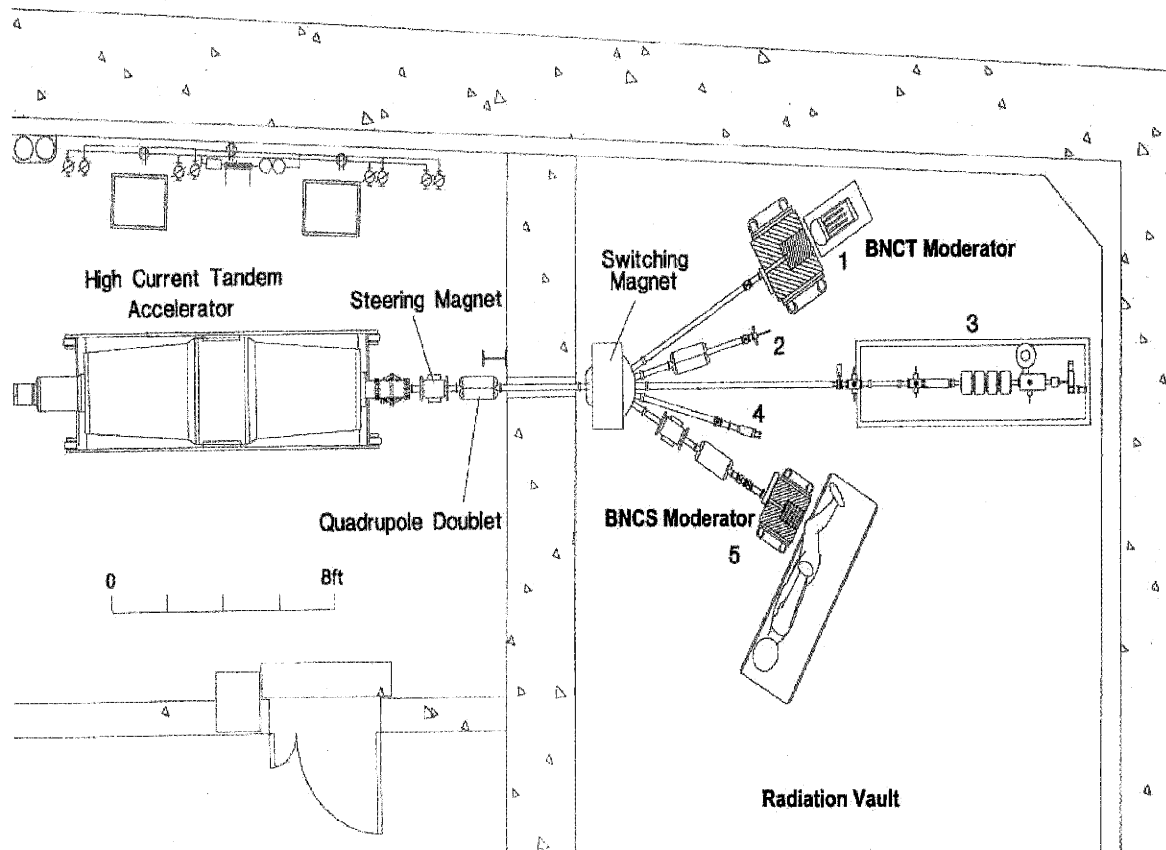 High Current Tandem
Accelerator
Steering Magnet
Quadrupole Doublet
0
8ft
Switching
Magnet
1
BNCT Moderator
2
3
4
BNCS Moderator
5
Radiation Vault